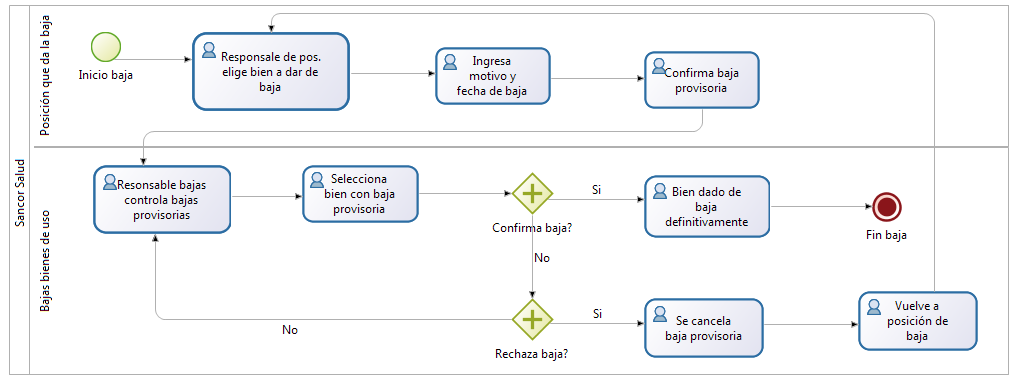 Sancor Salud
Posición que da la baja
Inicio baja
Responsale de pos.
elige bien a dar de
baja
Ingresa
motivo y
fecha de baja
Confirma baja
provisoria
Bajas bienes de uso
Resonsable bajas
controla bajas
provisorias
Selecciona
bien con baja
provisoria
Confirma baja?
Si
Bien dado de
baja
definitivamente
Fin baja
No
Rechaza baja?
No
Si
Se cancela
baja provisoria
Vuelve a
posición de
baja